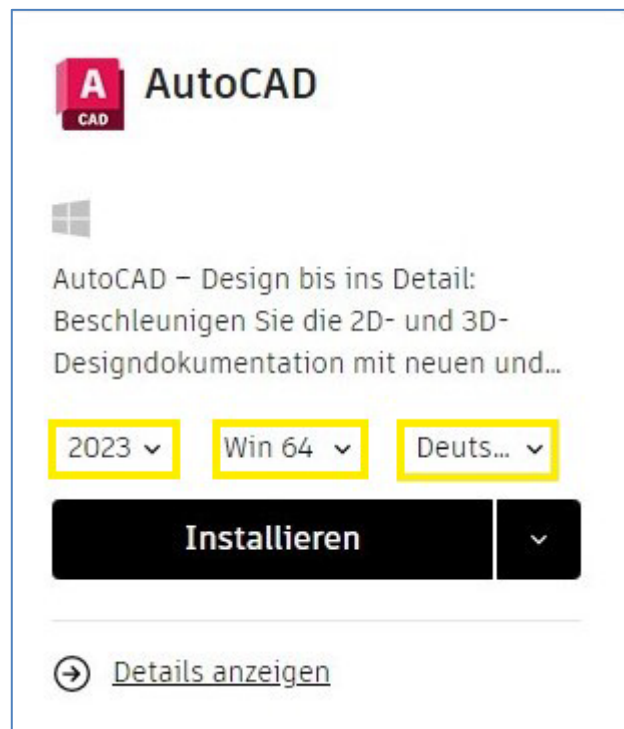 A
CAD
AutoCAD
AutoCAD – Design bis ins Detail:
Beschleunigen Sie die 2D- und 3D-
Designdokumentation mit neuen und...
2023 Win 64 Deuts...
Installieren
Details anzeigen